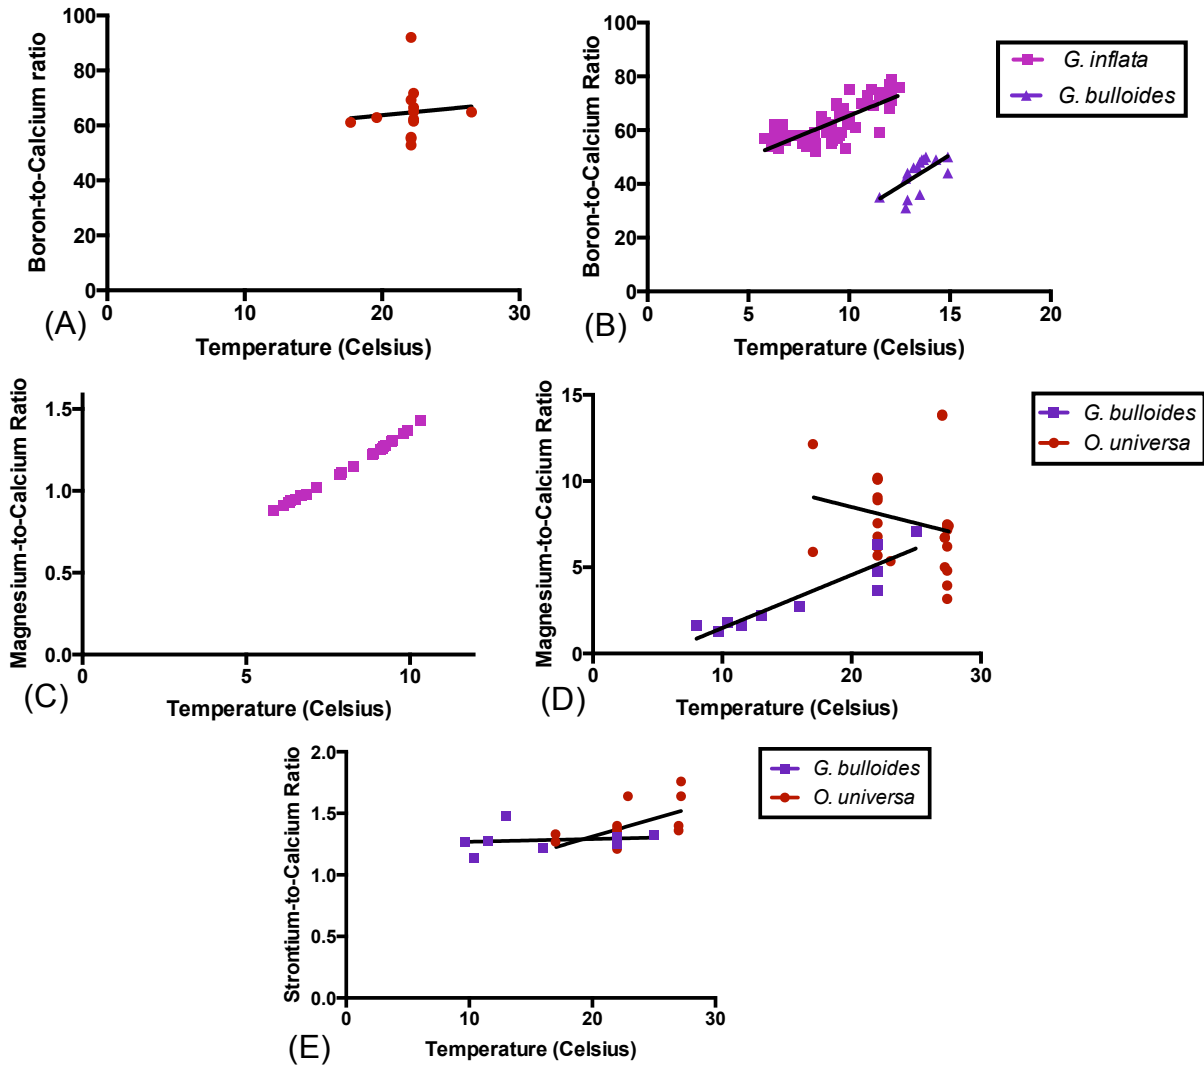 100
80
60
40
20
0
0
10
20
30
Boron-to-Calcium ratio
Temperature (Celsius)
(A)
100
80
60
40
20
0
0
5
10
15
20
Boron-to-Calcium Ratio
Temperature (Celsius)
(B)
G. inflata
G. bulloides
1.5
1.0
0.5
0.0
0
5
10
Magnesium-to-Calcium Ratio
Temperature (Celsius)
(C)
15
10
5
0
0
10
20
30
Magnesium-to-Calcium Ratio
Temperature (Celsius)
(D)
G. bulloides
O. universa
2.0
1.5
1.0
0.5
0.0
0
10
20
30
Strontium-to-Calcium Ratio
Temperature (Celsius)
(E)
G. bulloides
O. universa